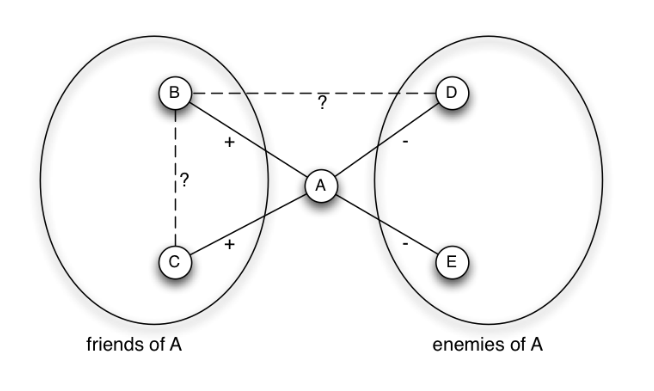 B
?
D
+
-
?
A
C
+
-
E
friends of A
enemies of A